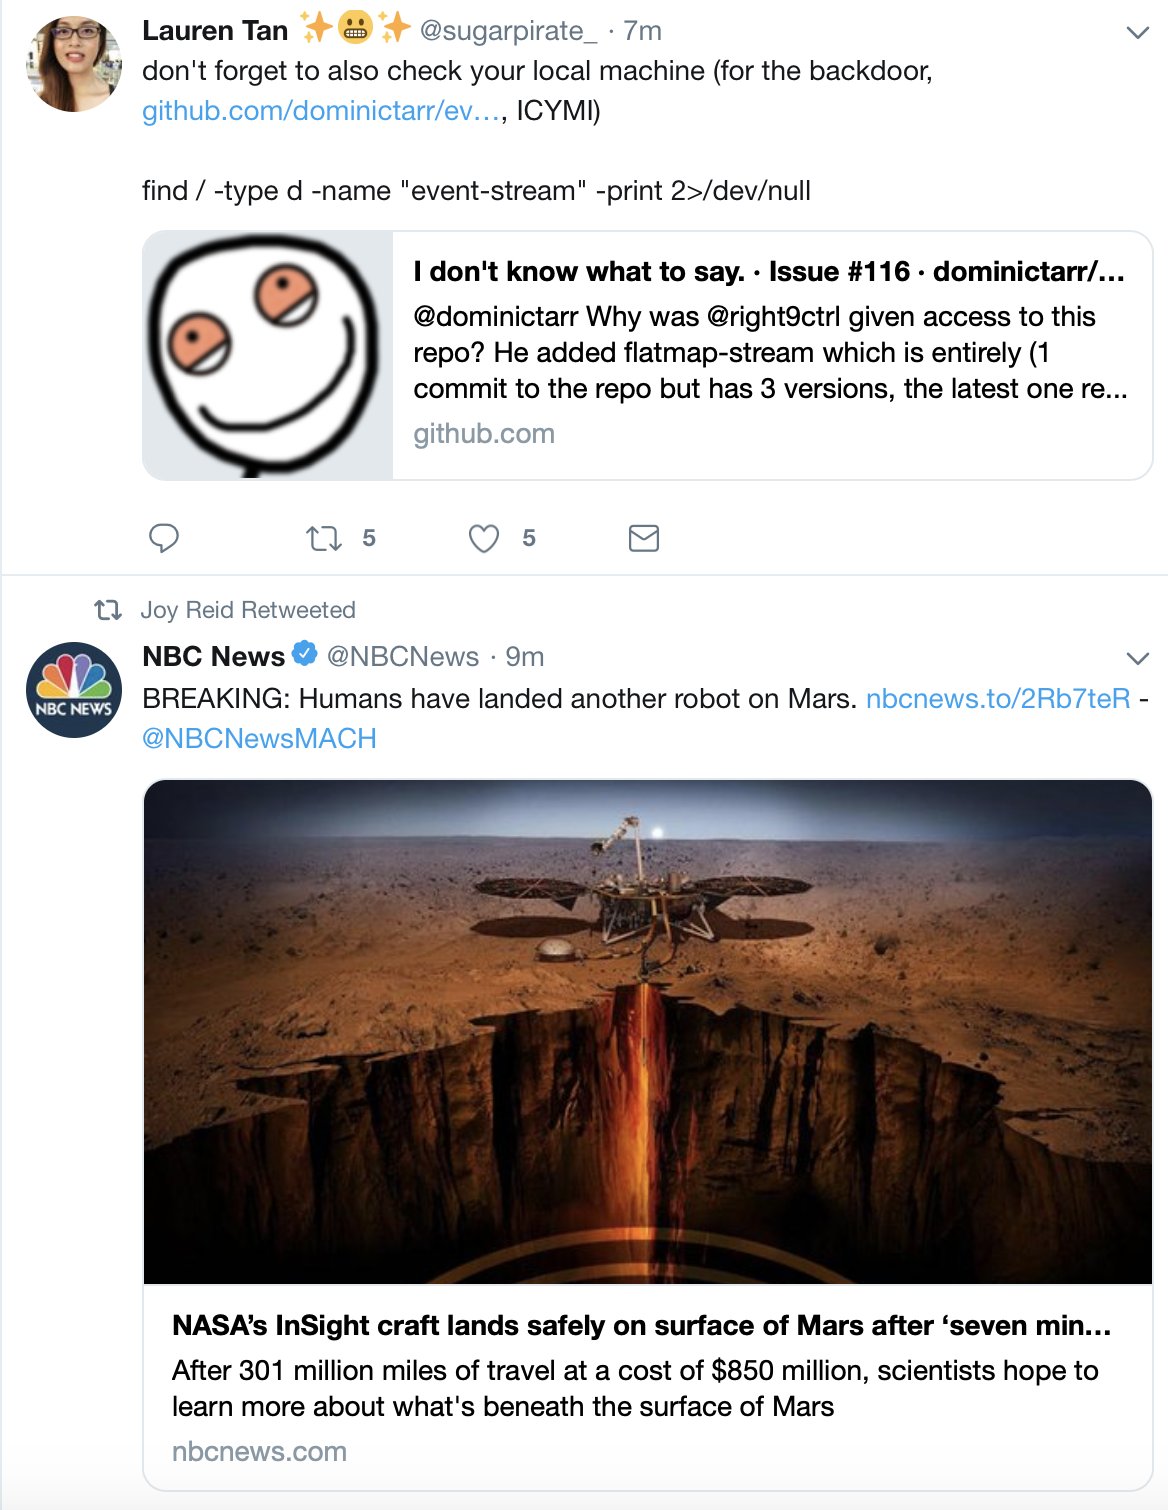 Lauren Tan ✨😬✨ @sugarpirate_ · 7m
don't forget to also check your local machine (for the backdoor,
github.com/dominictarr/ev…, ICYMI)
find / -type d -name "event-stream" -print 2>/dev/null
I don't know what to say. · Issue #116 · dominictarr/...
@dominictarr Why was @right9ctrl given access to this
repo? He added flatmap-stream which is entirely (1
commit to the repo but has 3 versions, the latest one re...
github.com
5 5
Joy Reid Retweeted
NBC News @NBCNews · 9m
NBC NEWS
BREAKING: Humans have landed another robot on Mars. nbcnews.to/2Rb7teR -
@NBCNewsMACH
NASA’s InSight craft lands safely on surface of Mars after ‘seven min...
After 301 million miles of travel at a cost of $850 million, scientists hope to
learn more about what's beneath the surface of Mars
nbcnews.com